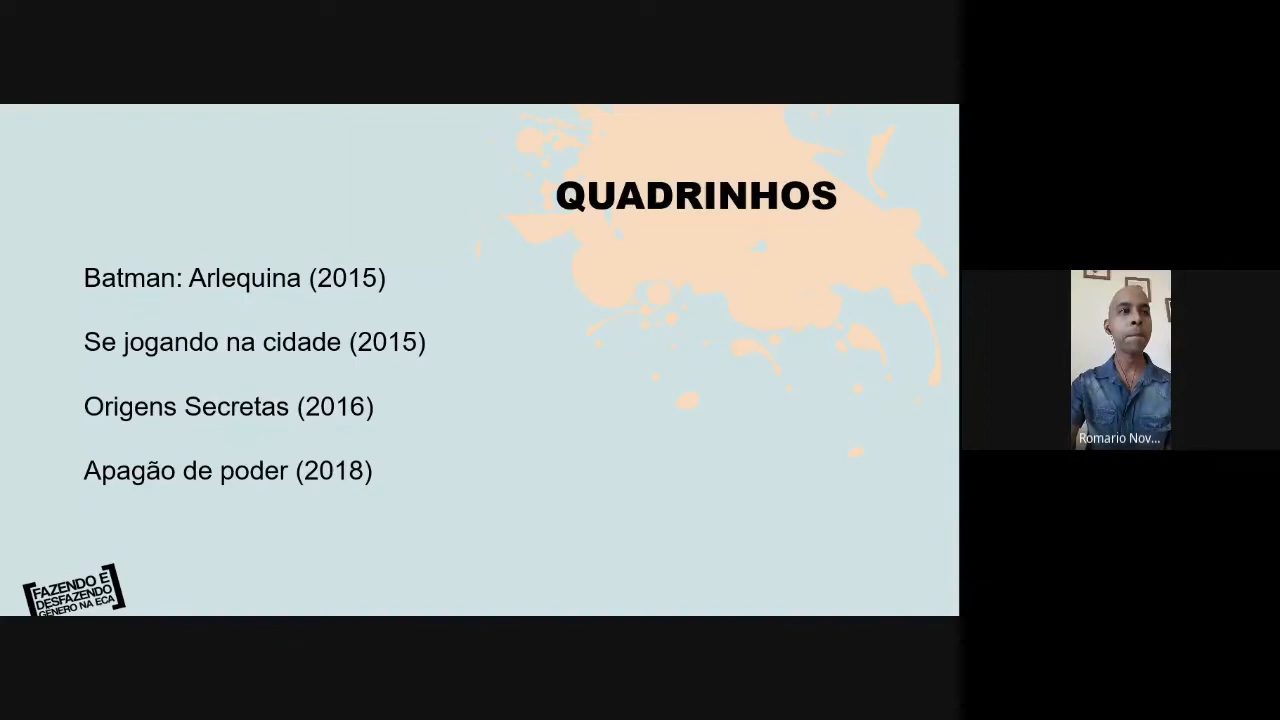 QUADRINHOS
Batman: Arlequina (2015)
Se jogando na cidade (2015)
Origens Secretas (2016)
Apagão de poder (2018)
[FAZENDO E
DESFAZENDO
GÊNERO NA ECA]
Romario Nov...